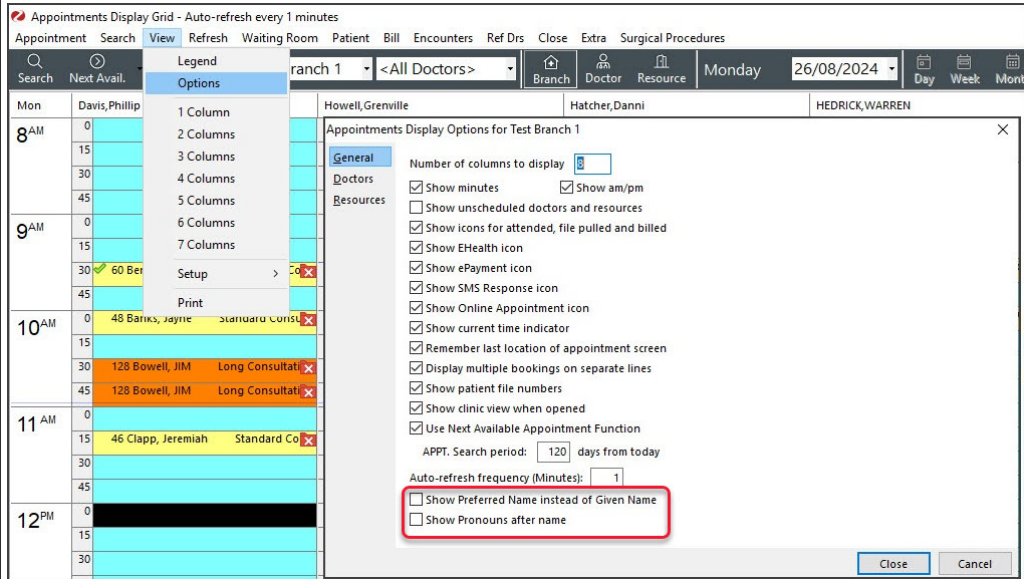 Appointments Display Grid - Auto-refresh every 1 minutes
Appointment Search View Refresh Waiting Room Patient Bill Encounters Ref Drs Close Extra Surgical Procedures
Search Next Avail. ranch 1 <All Doctors> Branch Doctor Resource Monday 26/08/2024 Day Week Mont
Legend
Options
1 Column
2 Columns
3 Columns
4 Columns
5 Columns
6 Columns
7 Columns
Setup
Print
Mon Davis,Phillip Howell,Grenville Hatcher,Danni HEDRICK,WARREN
8 AM 0
15
30
45
9 AM 0
15
30 60 Ber Co
45
10 AM 0 48 Banks, Jayne Standard Consu
15
30 128 Bowell, JIM Long Consultati
45 128 Bowell, JIM Long Consultati
11 AM 0
15 46 Clapp, Jeremiah Standard Co
30
45
12 PM 0
15
30
Appointments Display Options for Test Branch 1
General
Doctors
Resources
Number of columns to display 8
Show minutes Show am/pm
Show unscheduled doctors and resources
Show icons for attended, file pulled and billed
Show EHealth icon
Show ePayment icon
Show SMS Response icon
Show Online Appointment icon
Show current time indicator
Remember last location of appointment screen
Display multiple bookings on separate lines
Show patient file numbers
Show clinic view when opened
Use Next Available Appointment Function
APPT. Search period: 120 days from today
Auto-refresh frequency (Minutes): 1
Show Preferred Name instead of Given Name
Show Pronouns after name
Close Cancel